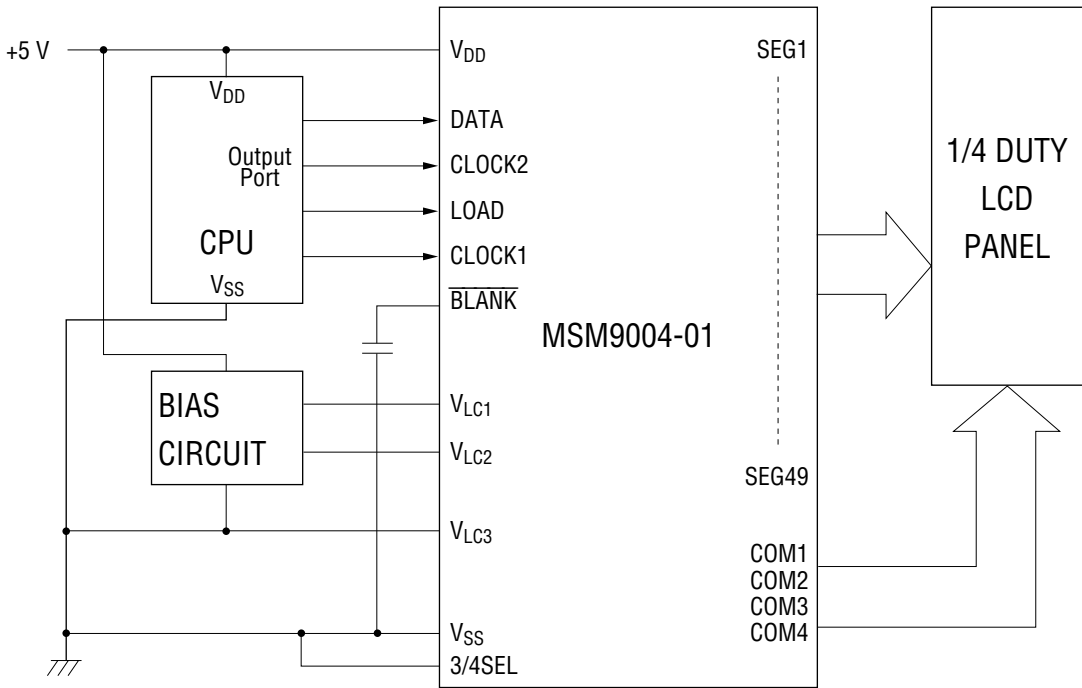 +5 V
VDD
CPU
Output
Port
VSS
BIAS
CIRCUIT
VDD
DATA
CLOCK2
LOAD
CLOCK1
BLANK
VLC1
VLC2
VLC3
VSS
3/4SEL
MSM9004-01
SEG1
SEG49
COM1
COM2
COM3
COM4
1/4 DUTY
LCD
PANEL